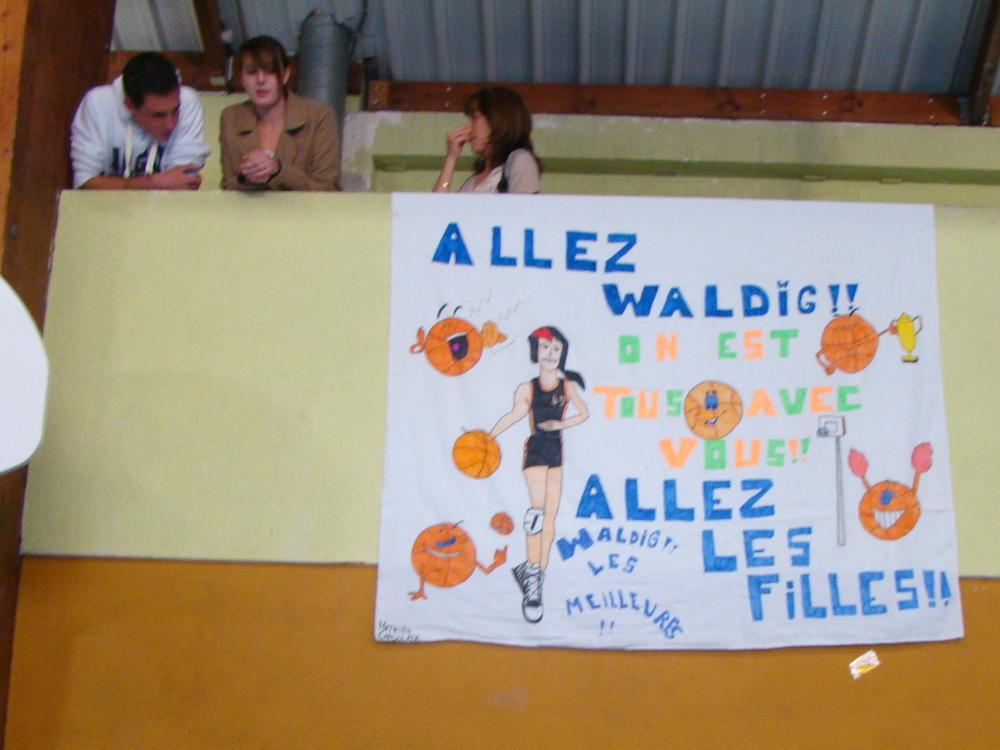 ALLEZ
WALDiG!!
ON EST
TOUS AVEC
VOUS!!
ALLEZ
LES
FiLLES!!
WALDiG!!
LES
MEiLLEURES
!!